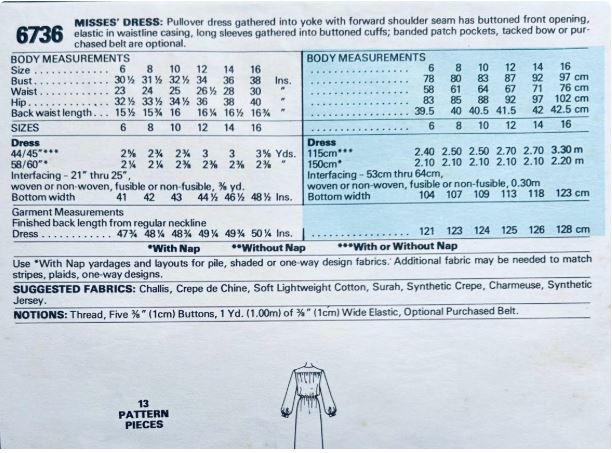 6736
MISSES' DRESS: Pullover dress gathered into yoke with forward shoulder seam has buttoned front opening,
elastic in waistline casing, long sleeves gathered into buttoned cuffs; banded patch pockets, tacked bow or pur-
chased belt are optional.
BODY MEASUREMENTS
Size 6 8 10 12 14 16
Bust 30½ 31½ 32½ 34 36 38 Ins.
Waist 23 24 25 26½ 28 30 "
Hip 32½ 33½ 34½ 36 38 40 "
Back waist length 15½ 15¾ 16 16¼ 16½ 16¾ "
SIZES 6 8 10 12 14 16
Dress
44/45"*** 2⅝ 2¾ 2¾ 3 3 3⅝ Yds.
58/60"* 2¼ 2¼ 2⅜ 2⅜ 2⅜ 2⅜ "
Interfacing - 21" thru 25",
woven or non-woven, fusible or non-fusible, ⅜ yd.
Bottom width 41 42 43 44½ 46½ 48½ Ins.
Garment Measurements
Finished back length from regular neckline
Dress 47¾ 48¼ 48¾ 49¼ 49¾ 50¼ Ins.
BODY MEASUREMENTS
6 8 10 12 14 16
78 80 83 87 92 97 cm
58 61 64 67 71 76 cm
83 85 88 92 97 102 cm
39.5 40 40.5 41.5 42 42.5 cm
6 8 10 12 14 16
Dress
115cm*** 2.40 2.50 2.50 2.70 2.70 3.30 m
150cm* 2.10 2.10 2.10 2.10 2.10 2.20 m
Interfacing - 53cm thru 64cm,
woven or non-woven, fusible or non-fusible, 0.30m
104 107 109 113 118 123 cm
121 123 124 125 126 128 cm
*With Nap **Without Nap ***With or Without Nap
Use *With Nap yardages and layouts for pile, shaded or one-way design fabrics. Additional fabric may be needed to match
stripes, plaids, one-way designs.
SUGGESTED FABRICS: Challis, Crepe de Chine, Soft Lightweight Cotton, Surah, Synthetic Crepe, Charmeuse, Synthetic
Jersey.
NOTIONS: Thread, Five ⅜" (1cm) Buttons, 1 Yd. (1.00m) of ⅜" (1cm) Wide Elastic, Optional Purchased Belt.
13
PATTERN
PIECES